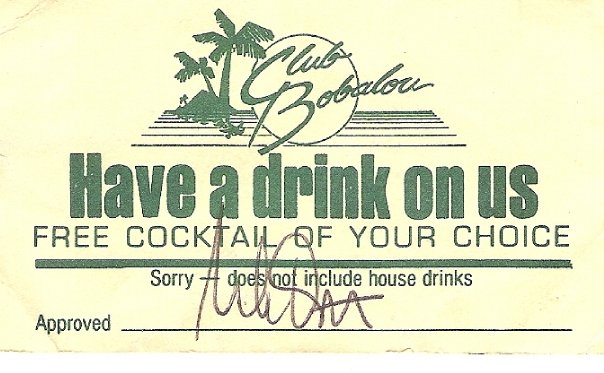 Club
Bobalou
Have a drink on us
FREE COCKTAIL OF YOUR CHOICE
Sorry — does not include house drinks
Approved